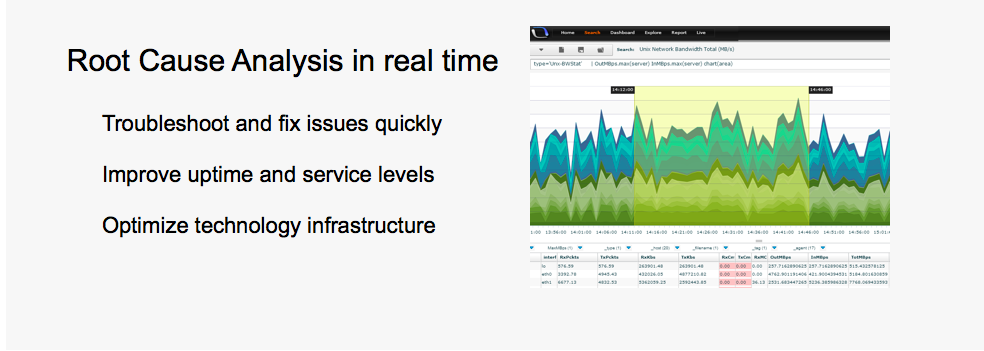 Root Cause Analysis in real time
Troubleshoot and fix issues quickly
Improve uptime and service levels
Optimize technology infrastructure
Home Search Dashboard Explore Report Live
Search: Unix Network Bandwidth Total (MB/s)
type='Unx-BWStat' | OutMBps.max(server) InMBps.max(server) chart(area)
14:12:00 14:46:00
:00 13:56:00 14:01:00 14:06:00 14:11:00 14:16:00 14:21:00 14:26:00 14:31:00 14:36:00 14:41:00 14:46:00 14:51:00 14:56:00 15:01:0
MaxMBps (1) _type (1) _host (20) _filename (1) _tag (1) _agent (17)
interf RxPckts TxPckts RxKbs TxKbs RxCm TxCm RxMC OutMBps InMBps TotMBps
lo 576.59 576.59 263901.48 263901.48 0.00 0.00 0.00 257.7162890625 257.7162890625 515.432578125
eth0 3392.78 4945.43 432026.05 4877210.82 0.00 0.00 0.00 4762.901191406 421.9004394531 5184.801630859
eth1 6677.13 4832.53 5362059.25 2592443.85 0.00 0.00 36.13 2531.683447265 5236.385986328 7768.069433593